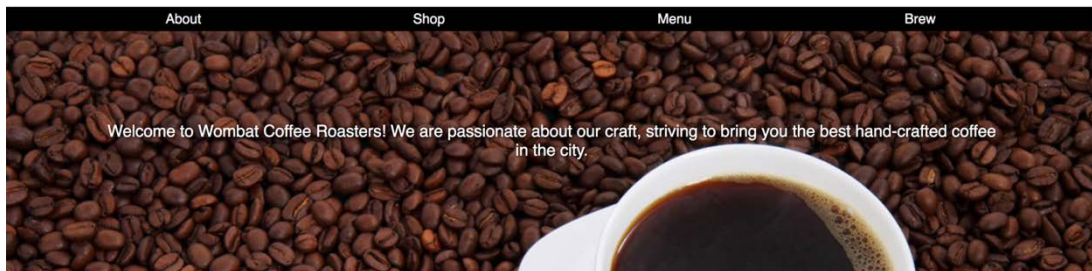 About Shop Menu Brew
Welcome to Wombat Coffee Roasters! We are passionate about our craft, striving to bring you the best hand-crafted coffee
in the city.